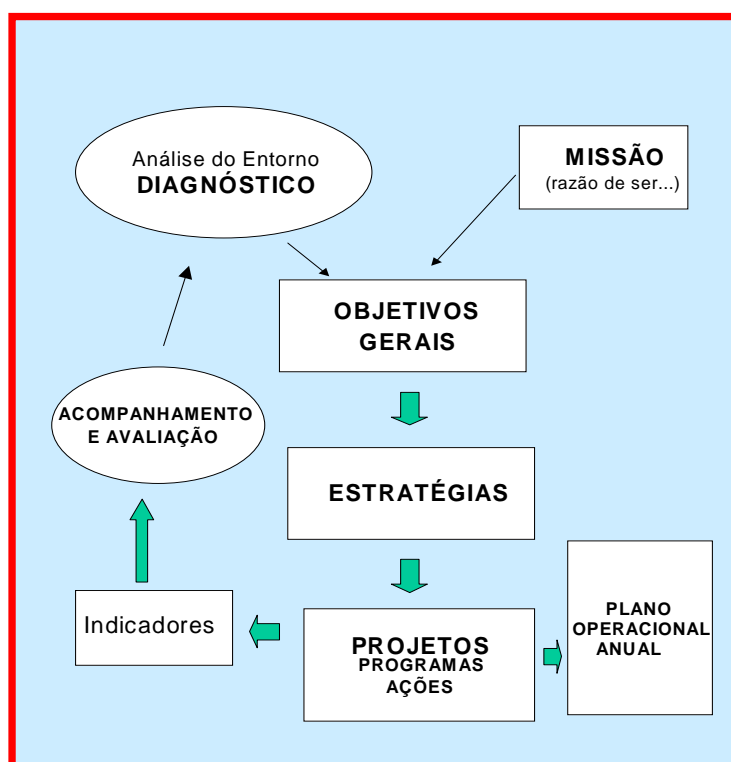 Análise do Entorno
DIAGNÓSTICO
MISSÃO
(razão de ser...)
OBJETIVOS
GERAIS
ACOMPANHAMENTO
E AVALIAÇÃO
ESTRATÉGIAS
Indicadores
PROJETOS
PROGRAMAS
AÇÕES
PLANO
OPERACIONAL
ANUAL